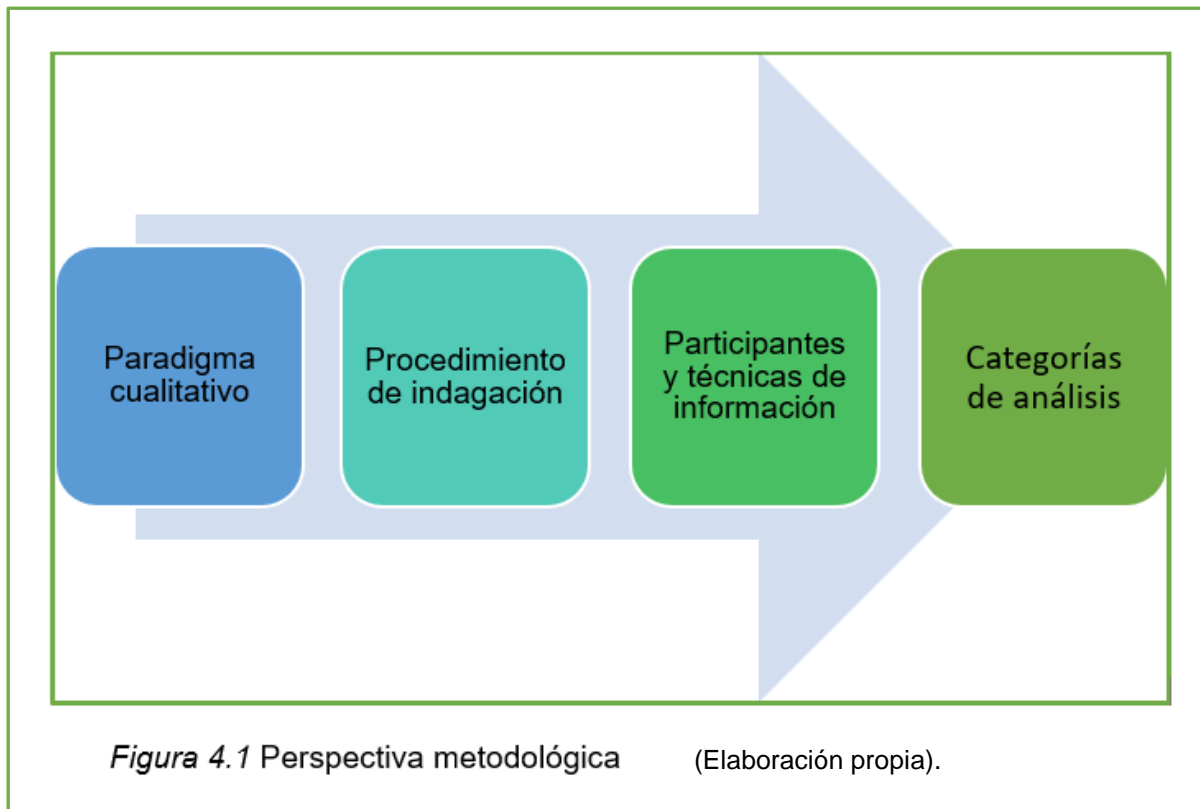 Paradigma
cualitativo
Procedimiento
de indagación
Participantes
y técnicas de
información
Categorías
de análisis
Figura 4.1 Perspectiva metodológica (Elaboración propia).